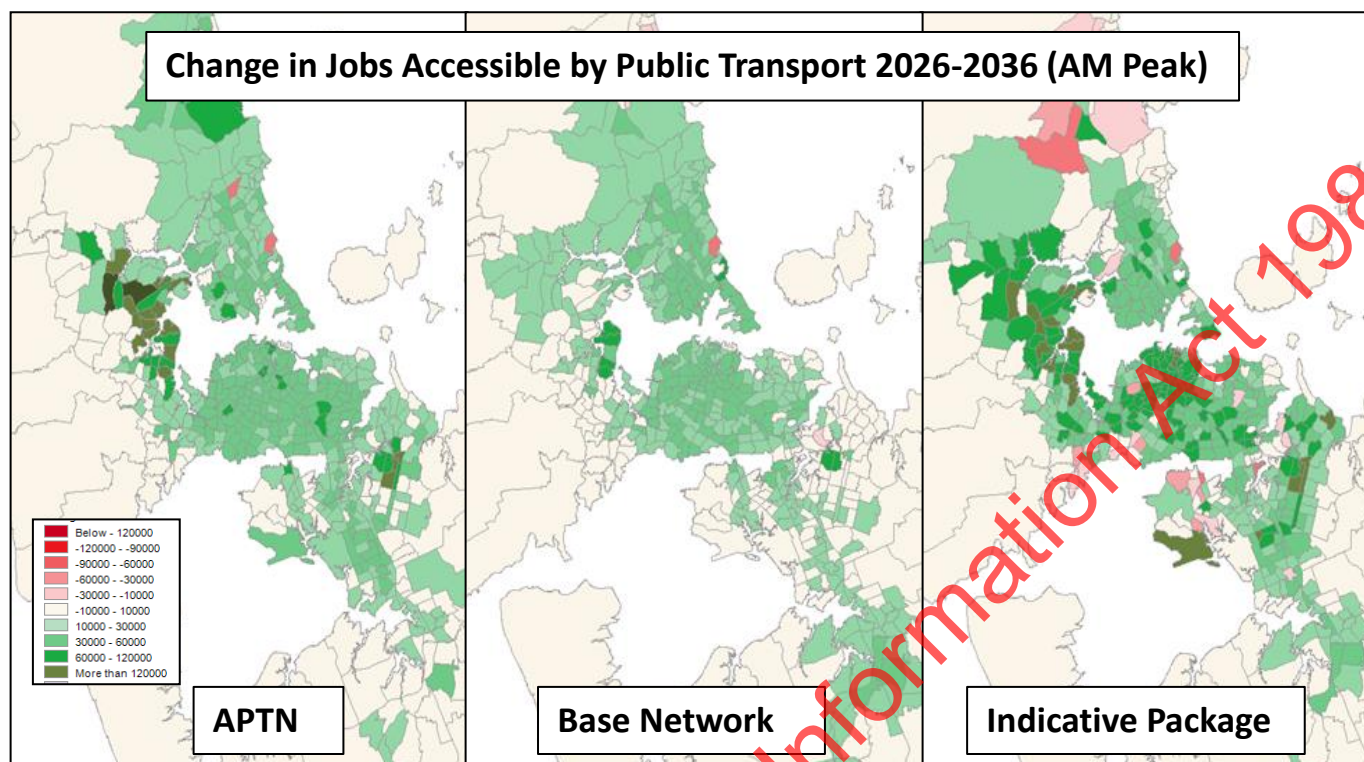 Change in Jobs Accessible by Public Transport 2026-2036 (AM Peak)
Below - 120000
-120000 - -90000
-90000 - -60000
-60000 - -30000
-30000 - -10000
-10000 - 10000
10000 - 30000
30000 - 60000
60000 - 120000
More than 120000
APTN
Base Network
Indicative Package
Information Act 198